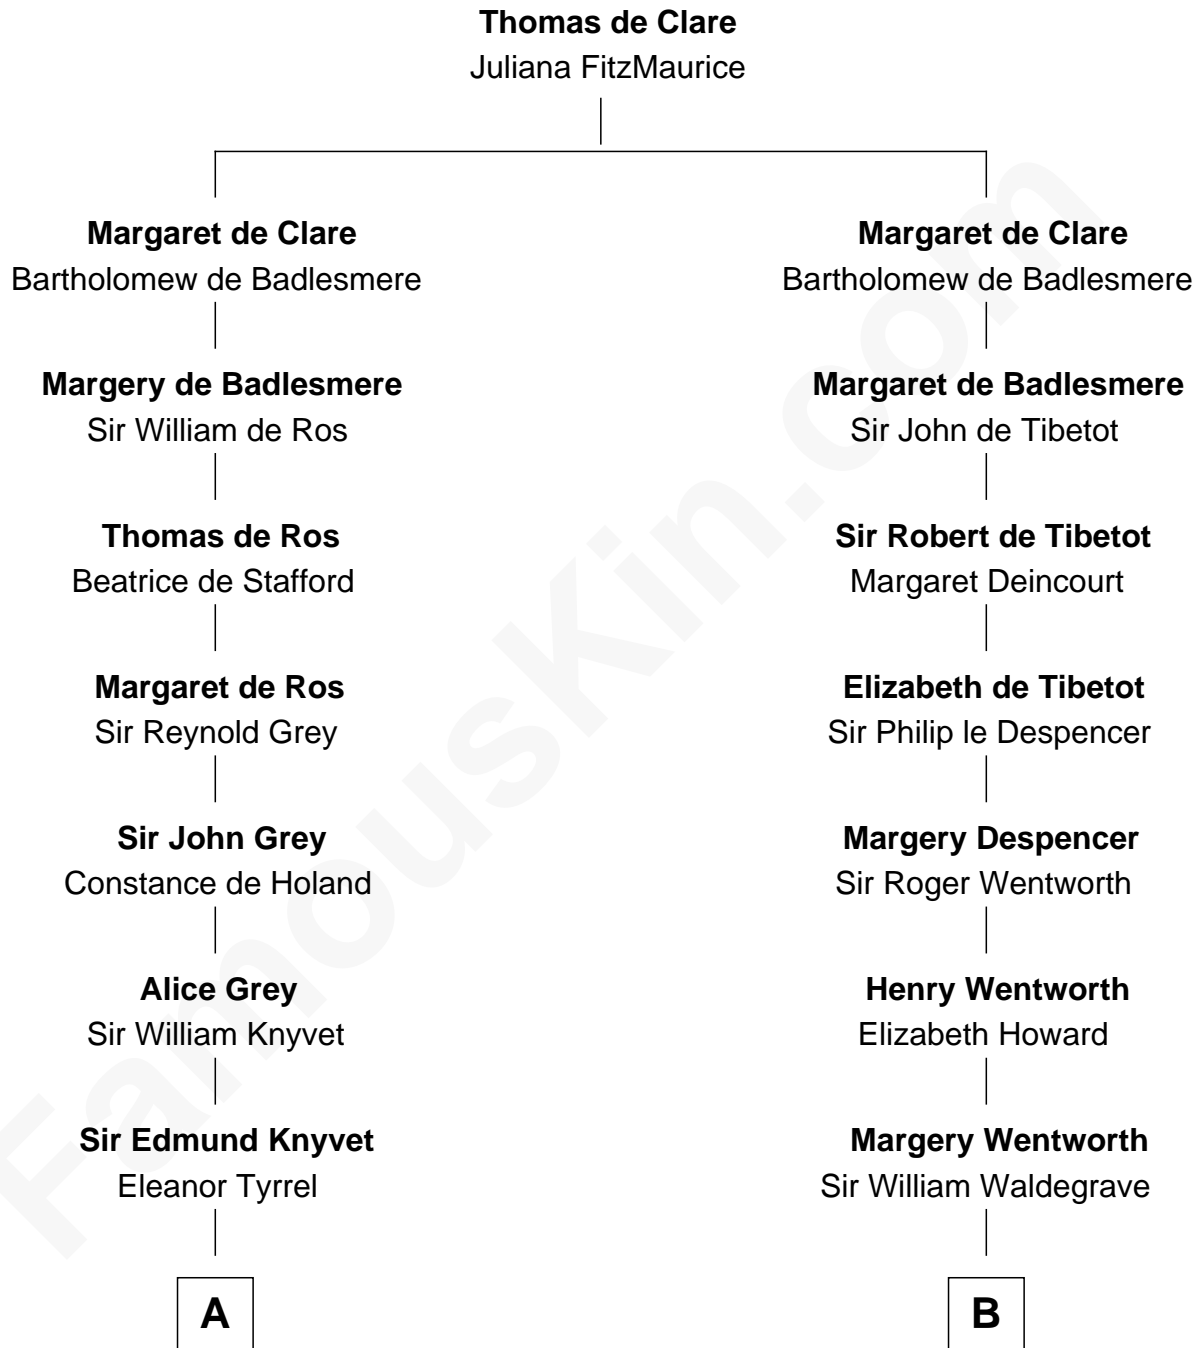 Thomas de Clare
Juliana FitzMaurice
Margaret de Clare
Bartholomew de Badlesmere
Margery de Badlesmere
Sir William de Ros
Thomas de Ros
Beatrice de Stafford
Margaret de Ros
Sir Reynold Grey
Sir John Grey
Constance de Holand
Alice Grey
Sir William Knyvet
Sir Edmund Knyvet
Eleanor Tyrrel
A
Margaret de Clare
Bartholomew de Badlesmere
Margaret de Badlesmere
Sir John de Tibetot
Sir Robert de Tibetot
Margaret Deincourt
Elizabeth de Tibetot
Sir Philip le Despencer
Margery Despencer
Sir Roger Wentworth
Henry Wentworth
Elizabeth Howard
Margery Wentworth
Sir William Waldegrave
B
FamousKin.com